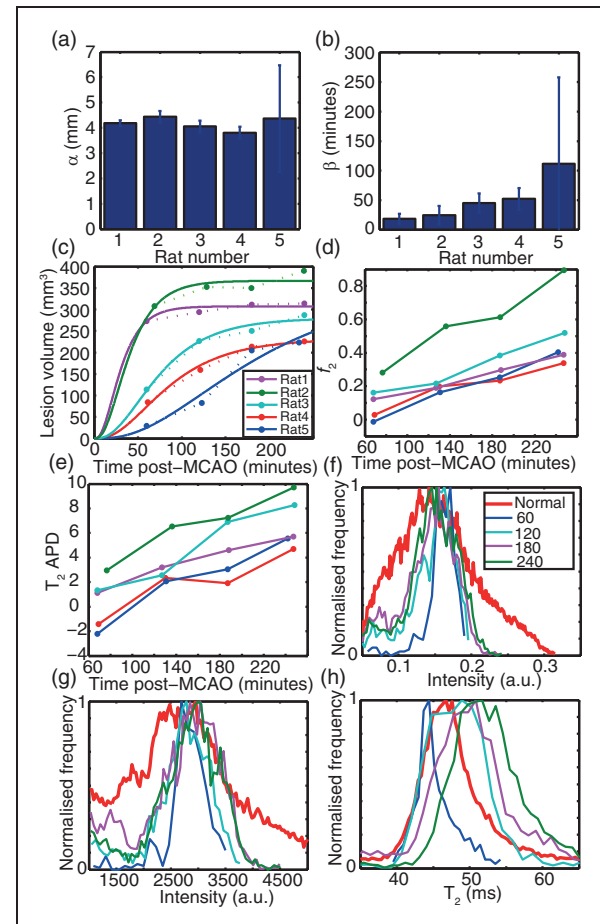 (a)
7
6
5
4
3
2
1
0
α (mm)
1 2 3 4 5
Rat number
(b)
300
250
200
150
100
50
0
β (minutes)
1 2 3 4 5
Rat number
(c)
400
350
300
250
200
150
100
50
0
Lesion volume (mm³)
Rat1
Rat2
Rat3
Rat4
Rat5
0 50 100 150 200
Time post–MCAO (minutes)
(d)
0.8
0.6
0.4
0.2
0
f₂
60 100 140 180 220
Time post–MCAO (minutes)
(e)
10
8
6
4
2
0
−2
−4
T₂ APD
60 100 140 180 220
Time post–MCAO (minutes)
(f)
1
0
Normalised frequency
Normal
60
120
180
240
0.1 0.2 0.3
Intensity (a.u.)
(g)
1
0
Normalised frequency
1500 2500 3500 4500
Intensity (a.u.)
(h)
1
0
Normalised frequency
40 50 60
T₂ (ms)